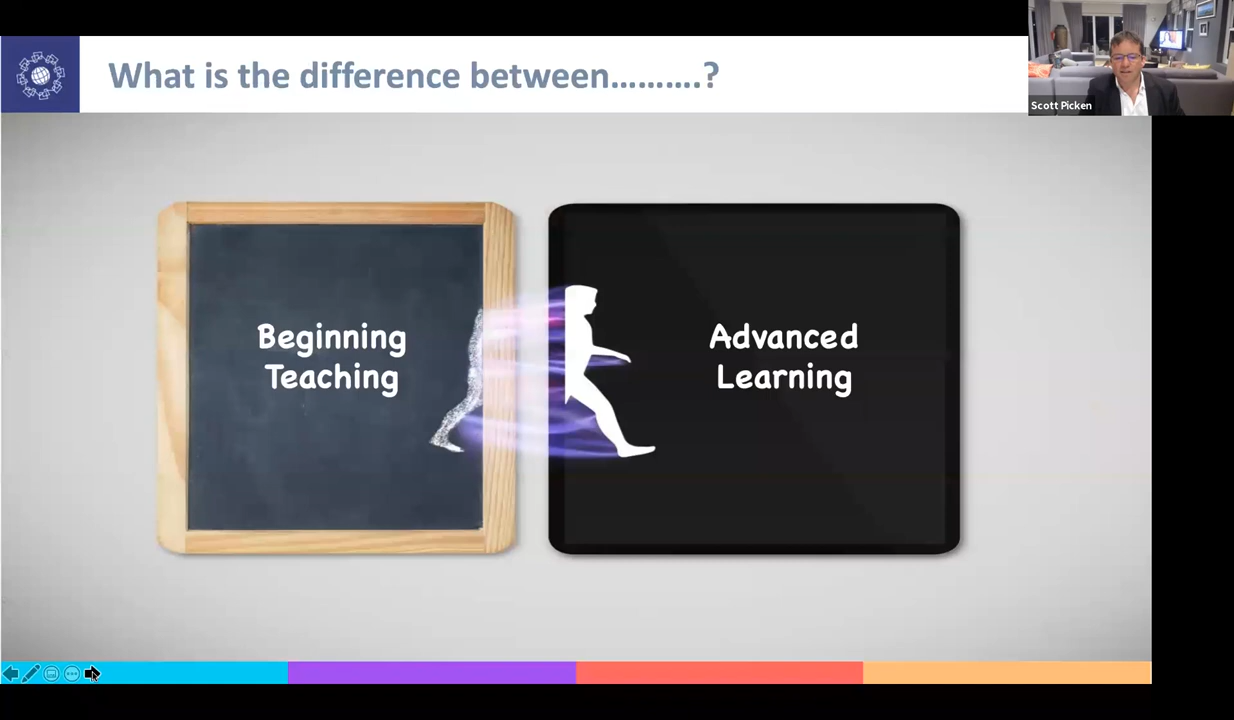 What is the difference between..........?
Scott Picken
Beginning
Teaching
Advanced
Learning